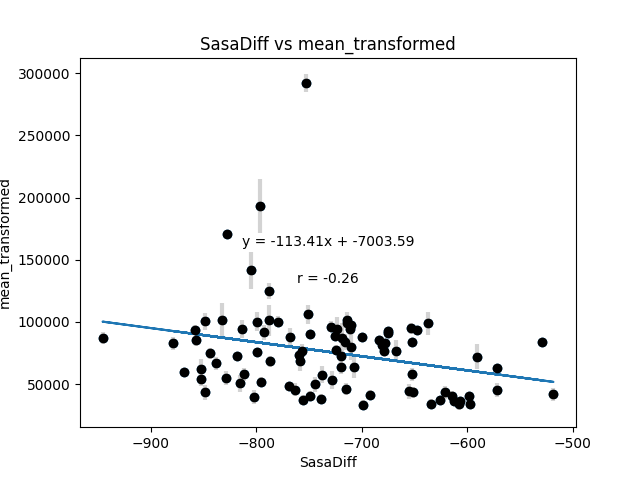 SasaDiff vs mean_transformed
300000
250000
200000
150000
100000
50000
mean_transformed
y = -113.41x + -7003.59
r = -0.26
−900
−800
−700
−600
−500
SasaDiff